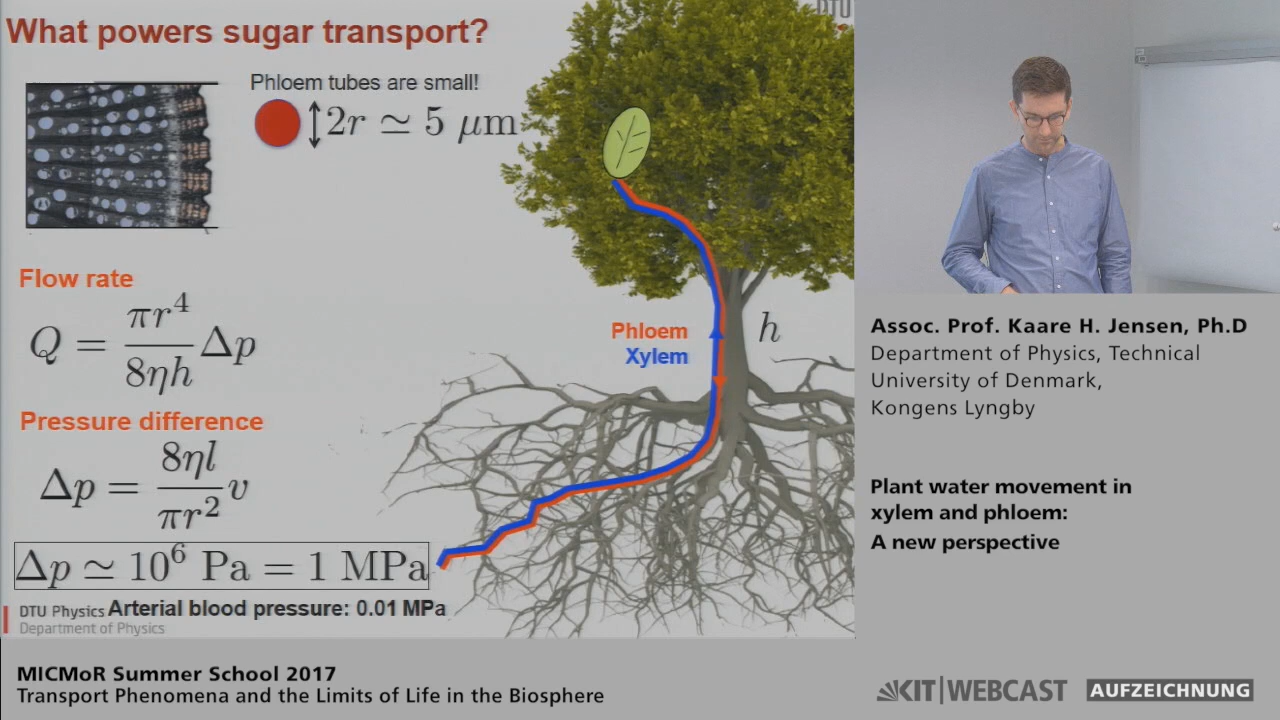 What powers sugar transport?
DTU
Phloem tubes are small!
2r ≃ 5 μm
Flow rate
Q = πr⁴/8ηh Δp
Phloem
Xylem
h
Pressure difference
Δp = 8ηl/πr² v
Δp ≃ 10⁶ Pa = 1 MPa
DTU Physics
Department of Physics
Arterial blood pressure: 0.01 MPa
Assoc. Prof. Kaare H. Jensen, Ph.D
Department of Physics, Technical
University of Denmark,
Kongens Lyngby
Plant water movement in
xylem and phloem:
A new perspective
MICMoR Summer School 2017
Transport Phenomena and the Limits of Life in the Biosphere
KIT|WEBCAST
AUFZEICHNUNG